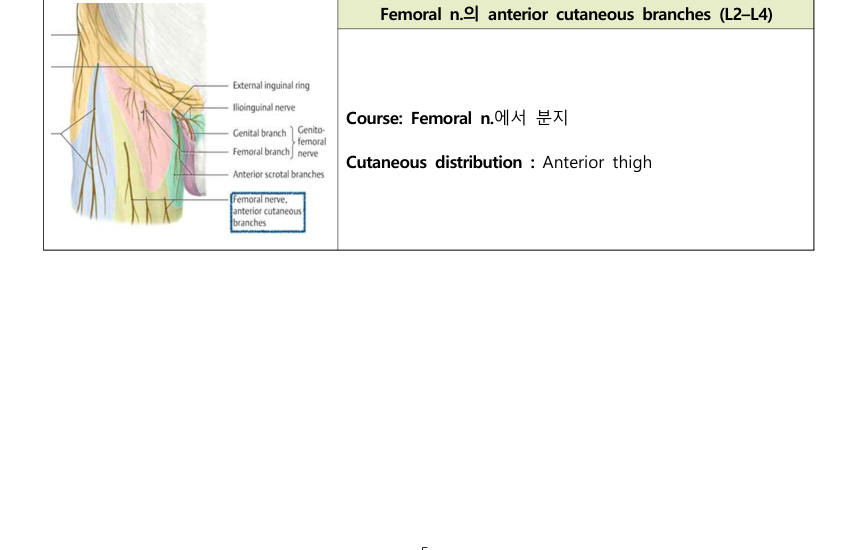 Femoral n.의 anterior cutaneous branches (L2–L4)
External inguinal ring
Ilioinguinal nerve
Genital branch
Femoral branch
Genito-
femoral
nerve
Anterior scrotal branches
Femoral nerve,
anterior cutaneous
branches
Course: Femoral n.에서 분지
Cutaneous distribution : Anterior thigh